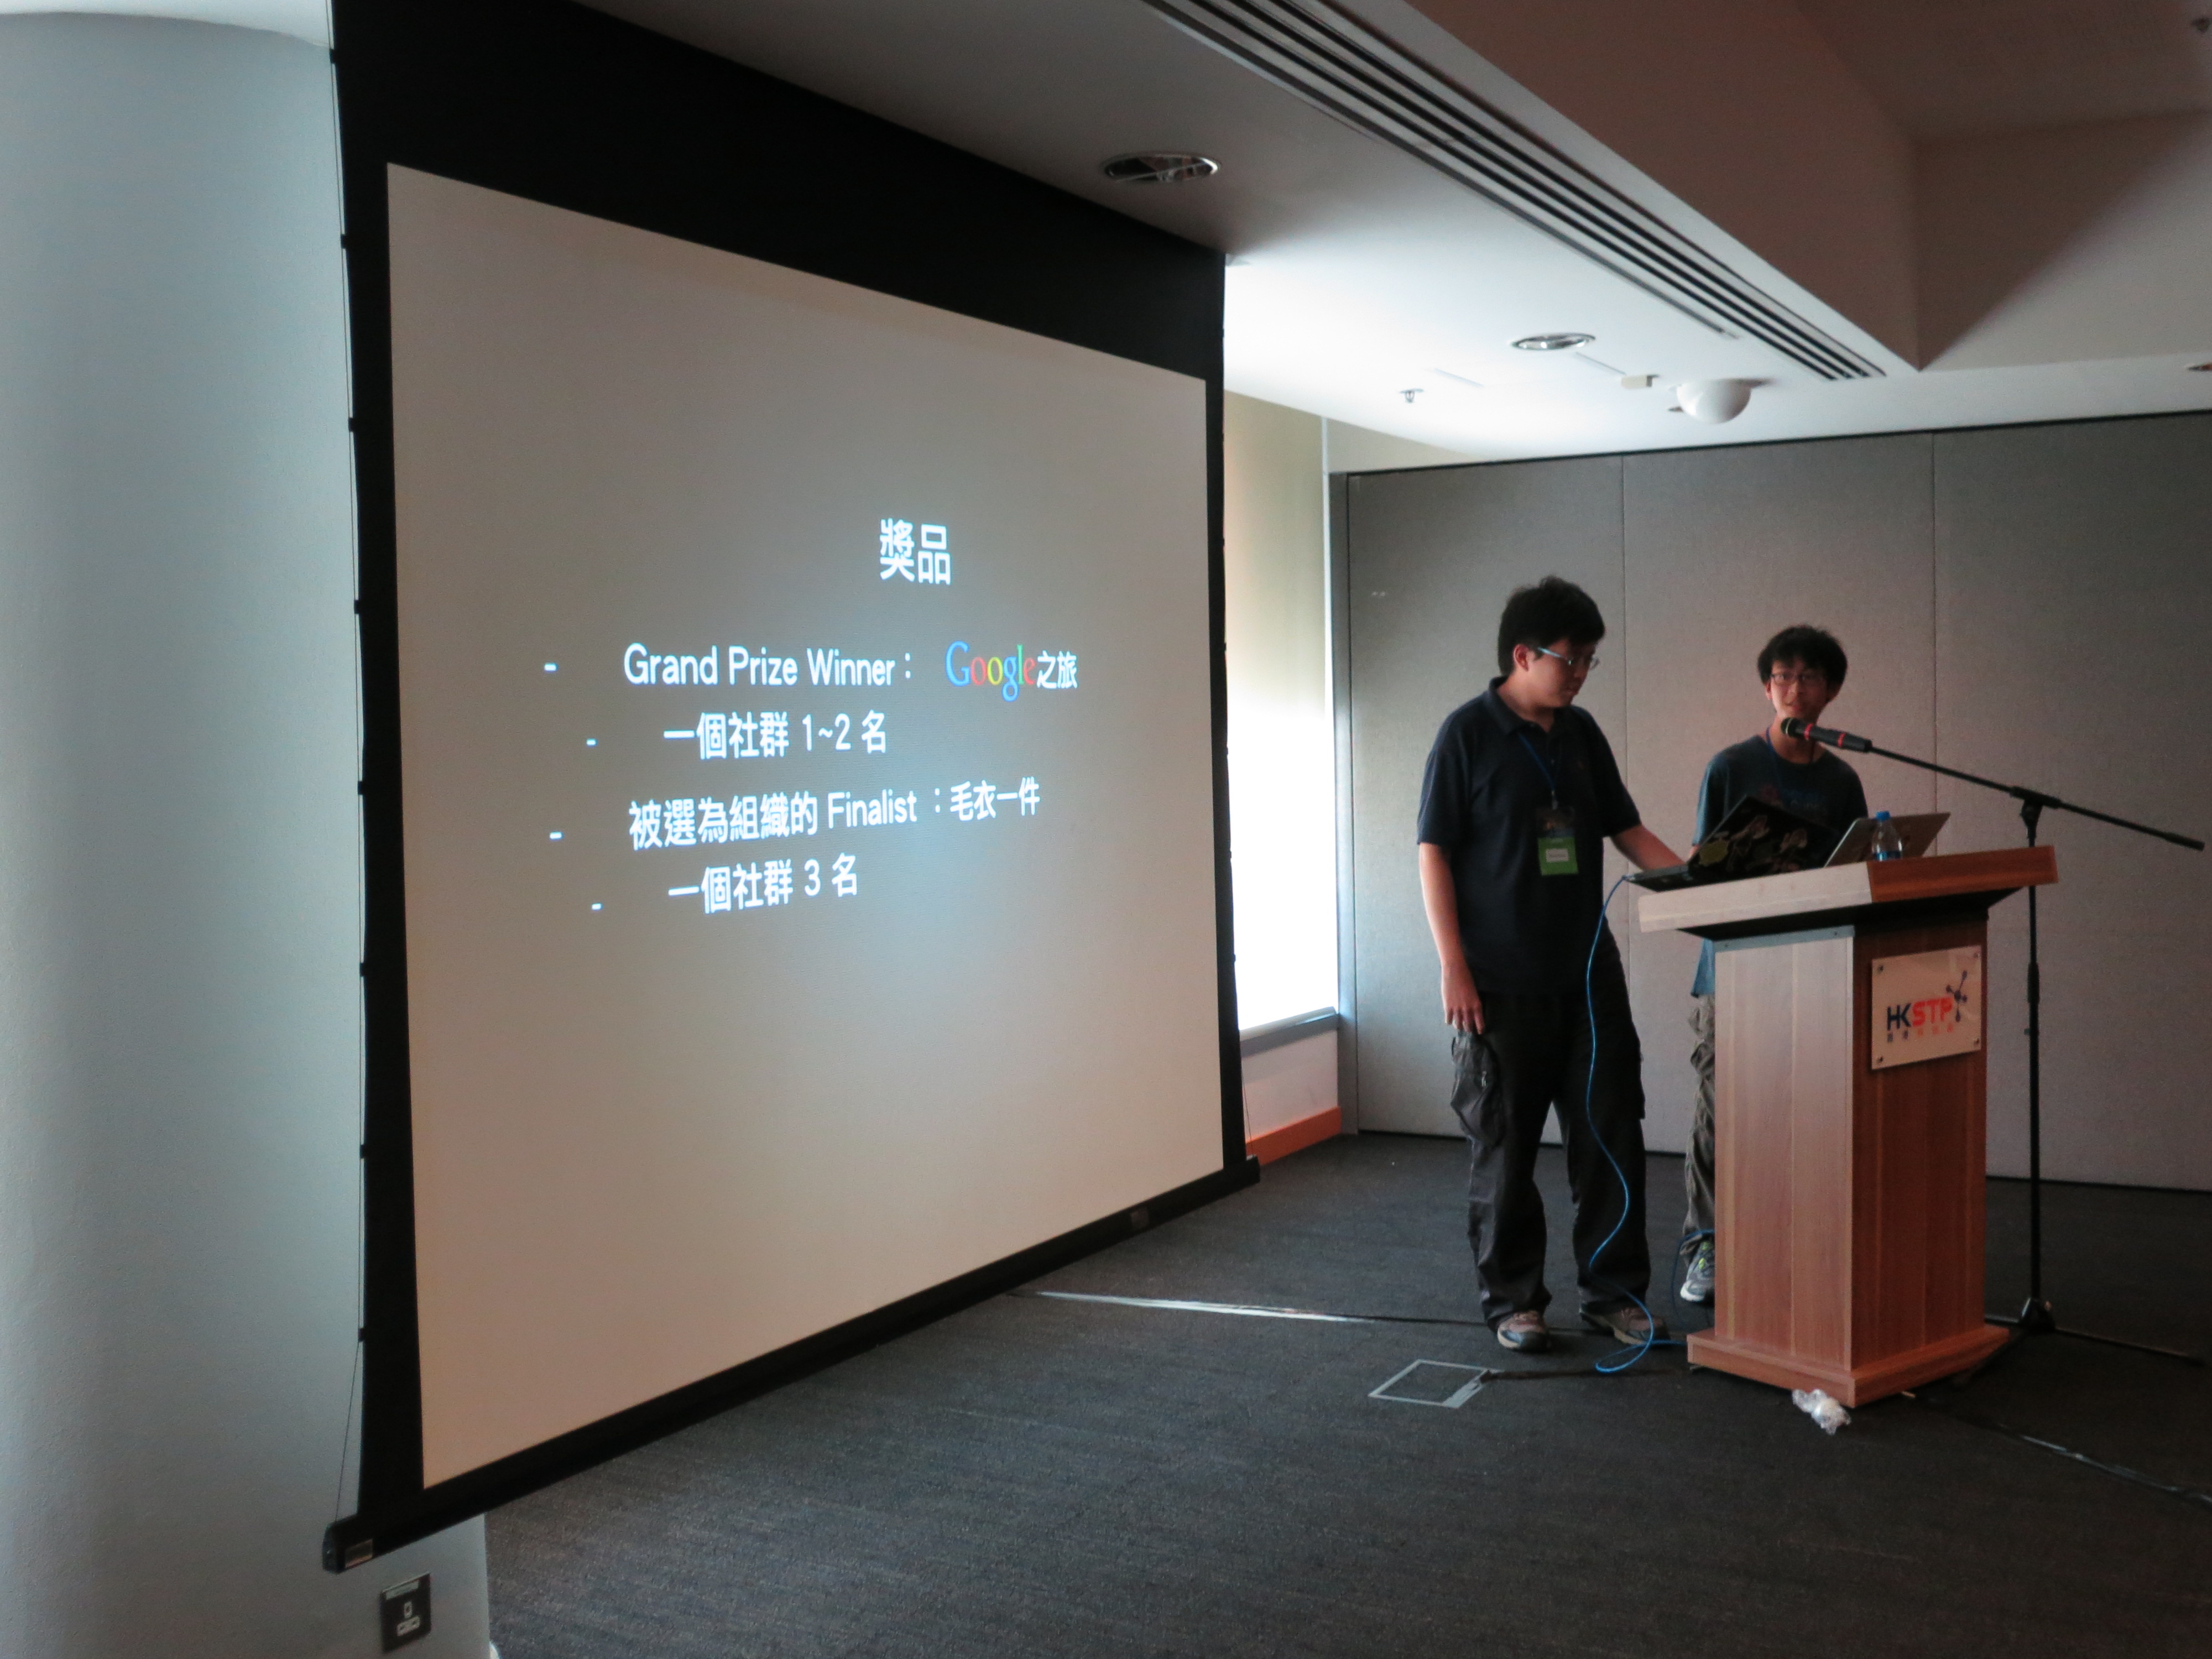 獎品
- Grand Prize Winner： Google之旅
- 一個社群 1~2 名
- 被選為組織的 Finalist ：毛衣一件
- 一個社群 3 名
HKSTP